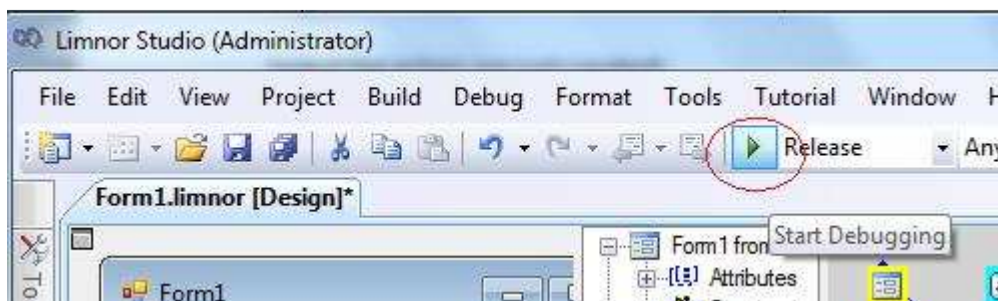 Limnor Studio (Administrator)
File Edit View Project Build Debug Format Tools Tutorial Window
Release
Form1.limnor [Design]*
Start Debugging
Form1
Attributes
Form1